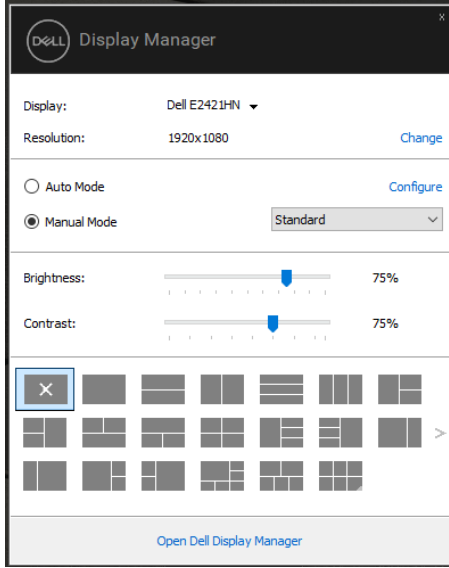 x
DELL Display Manager
Display: Dell E2421HN
Resolution: 1920x1080 Change
Auto Mode Configure
Manual Mode Standard
Brightness: 75%
Contrast: 75%
Open Dell Display Manager